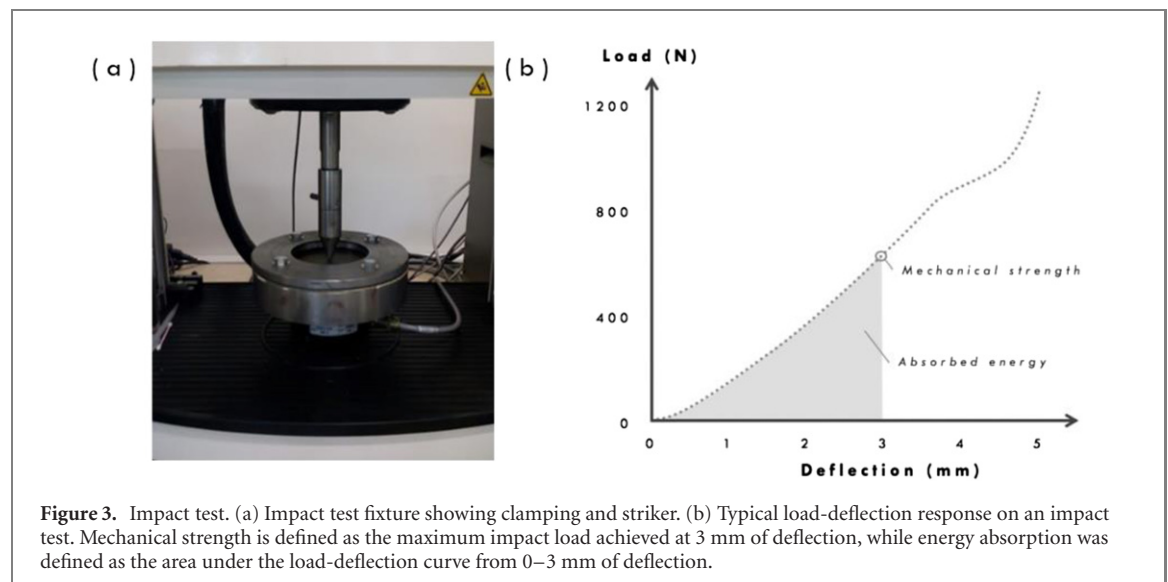 (a)
(b)
Load (N)
1200
800
400
0
Mechanical strength
Absorbed energy
0 1 2 3 4 5
Deflection (mm)
Figure 3. Impact test. (a) Impact test fixture showing clamping and striker. (b) Typical load-deflection response on an impact
test. Mechanical strength is defined as the maximum impact load achieved at 3 mm of deflection, while energy absorption was
defined as the area under the load-deflection curve from 0–3 mm of deflection.